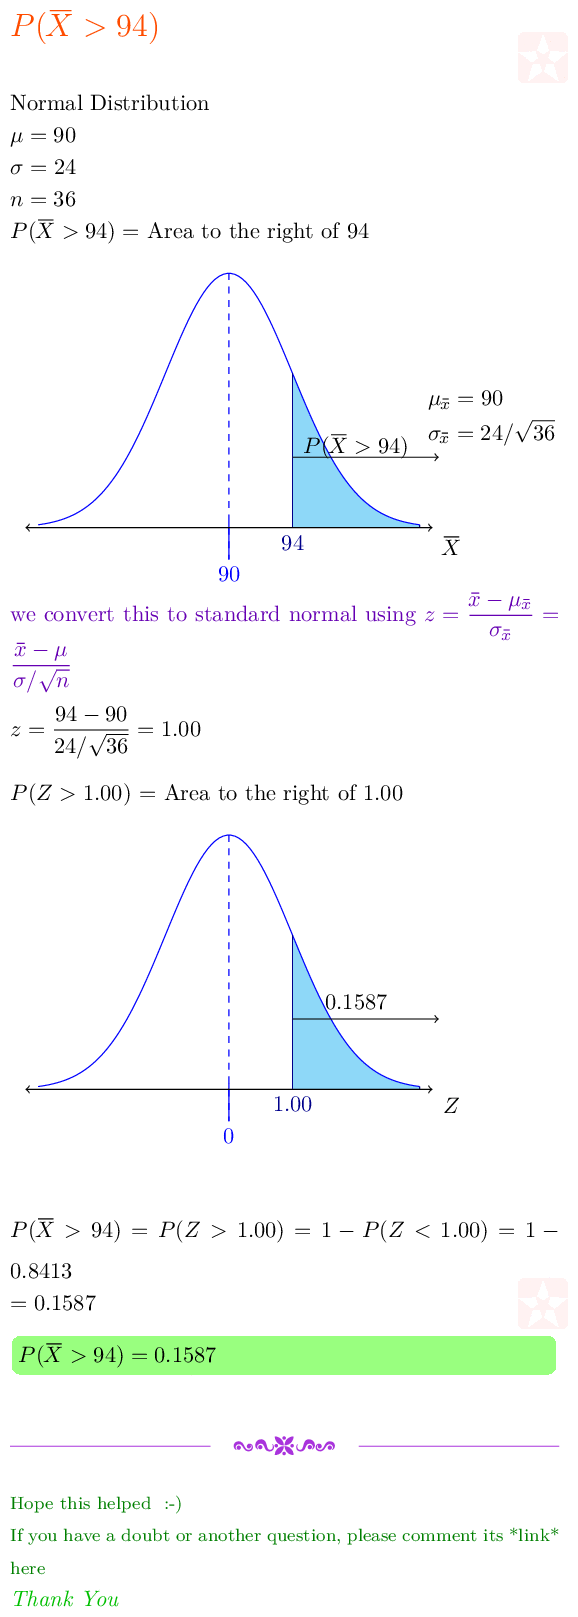 P(X̅ > 94)
Normal Distribution
μ = 90
σ = 24
n = 36
P(X̅ > 94) = Area to the right of 94
μ_x̄ = 90
σ_x̄ = 24/√36
P(X̅ > 94)
94
X̅
90
we convert this to standard normal using z = (x̄ − μ_x̄)/σ_x̄ =
(x̄ − μ)/(σ/√n)
z = (94 − 90)/(24/√36) = 1.00
P(Z > 1.00) = Area to the right of 1.00
0.1587
1.00
Z
0
P(X̅ > 94) = P(Z > 1.00) = 1 − P(Z < 1.00) = 1 −
0.8413
= 0.1587
P(X̅ > 94) = 0.1587
Hope this helped :-)
If you have a doubt or another question, please comment its *link*
here
Thank You